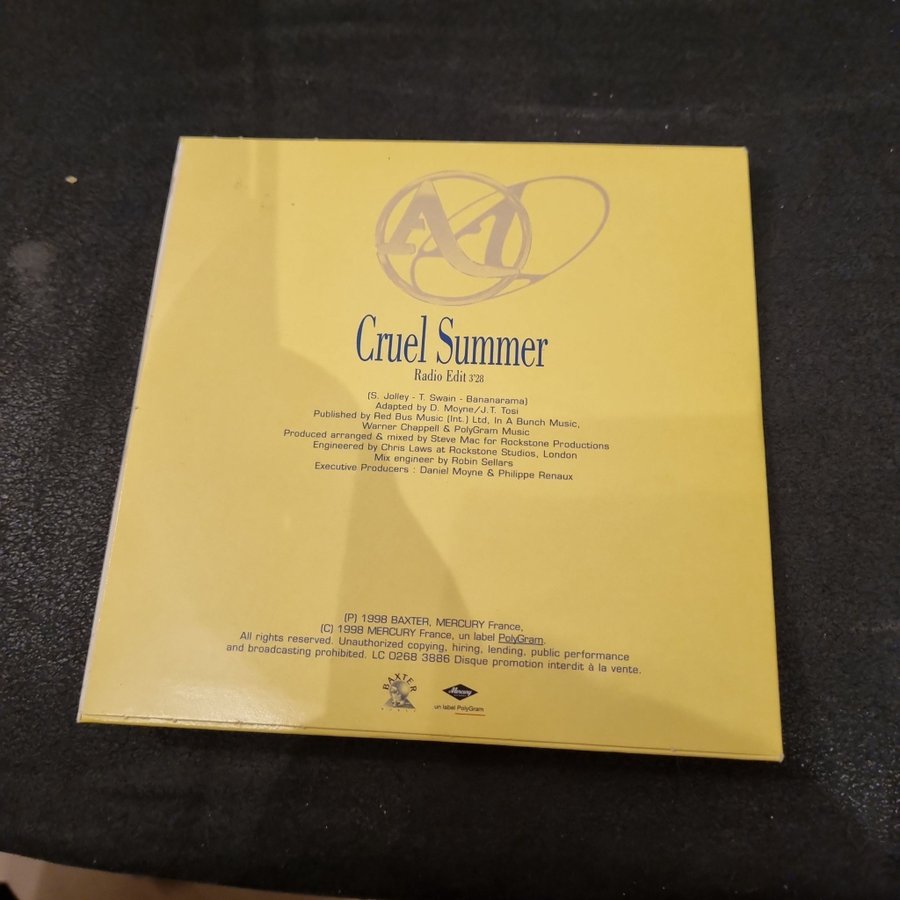 Cruel Summer
Radio Edit 3'28
(S. Jolley - T. Swain - Bananarama)
Adapted by D. Moyne/J.T. Tosi
Published by Red Bus Music (Int.) Ltd, In A Bunch Music,
Warner Chappell & PolyGram Music
Produced arranged & mixed by Steve Mac for Rockstone Productions
Engineered by Chris Laws at Rockstone Studios, London
Mix engineer by Robin Sellars
Executive Producers : Daniel Moyne & Philippe Renaux
(P) 1998 BAXTER, MERCURY France,
(C) 1998 MERCURY France, un label PolyGram.
All rights reserved. Unauthorized copying, hiring, lending, public performance
and broadcasting prohibited. LC 0268 3886 Disque promotion interdit à la vente.
BAXTER
Mercury
un label PolyGram